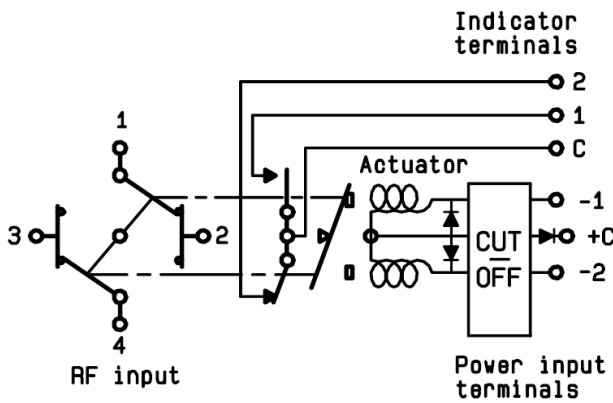 Indicator
terminals
2
1
C
1
Actuator
-1
3
2
CUT
+C
OFF
-2
4
RF input
Power input
terminals